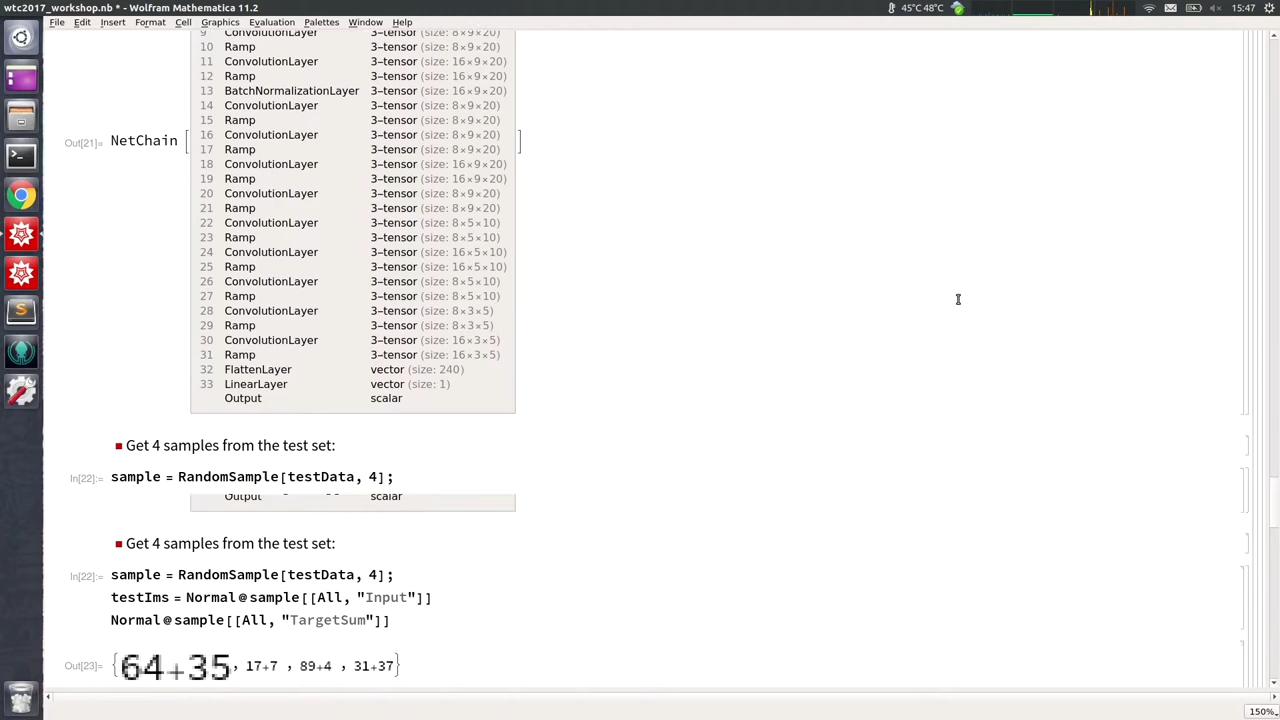 wtc2017_workshop.nb * - Wolfram Mathematica 11.2
45°C 48°C
15:47
File Edit Insert Format Cell Graphics Evaluation Palettes Window Help
9 ConvolutionLayer 3-tensor (size: 8×9×20)
10 Ramp 3-tensor (size: 8×9×20)
11 ConvolutionLayer 3-tensor (size: 16×9×20)
12 Ramp 3-tensor (size: 16×9×20)
13 BatchNormalizationLayer 3-tensor (size: 16×9×20)
14 ConvolutionLayer 3-tensor (size: 8×9×20)
15 Ramp 3-tensor (size: 8×9×20)
16 ConvolutionLayer 3-tensor (size: 8×9×20)
Out[21]= NetChain [ ]
17 Ramp 3-tensor (size: 8×9×20)
18 ConvolutionLayer 3-tensor (size: 16×9×20)
19 Ramp 3-tensor (size: 16×9×20)
20 ConvolutionLayer 3-tensor (size: 8×9×20)
21 Ramp 3-tensor (size: 8×9×20)
22 ConvolutionLayer 3-tensor (size: 8×5×10)
23 Ramp 3-tensor (size: 8×5×10)
24 ConvolutionLayer 3-tensor (size: 16×5×10)
25 Ramp 3-tensor (size: 16×5×10)
26 ConvolutionLayer 3-tensor (size: 8×5×10)
27 Ramp 3-tensor (size: 8×5×10)
28 ConvolutionLayer 3-tensor (size: 8×3×5)
29 Ramp 3-tensor (size: 8×3×5)
30 ConvolutionLayer 3-tensor (size: 16×3×5)
31 Ramp 3-tensor (size: 16×3×5)
32 FlattenLayer vector (size: 240)
33 LinearLayer vector (size: 1)
Output scalar
Get 4 samples from the test set:
In[22]:= sample = RandomSample[testData, 4];
Output scalar
Get 4 samples from the test set:
In[22]:= sample = RandomSample[testData, 4];
testIms = Normal@sample[[All, "Input"]]
Normal@sample[[All, "TargetSum"]]
Out[23]= {64+35, 17+7 , 89+4 , 31+37}
150%